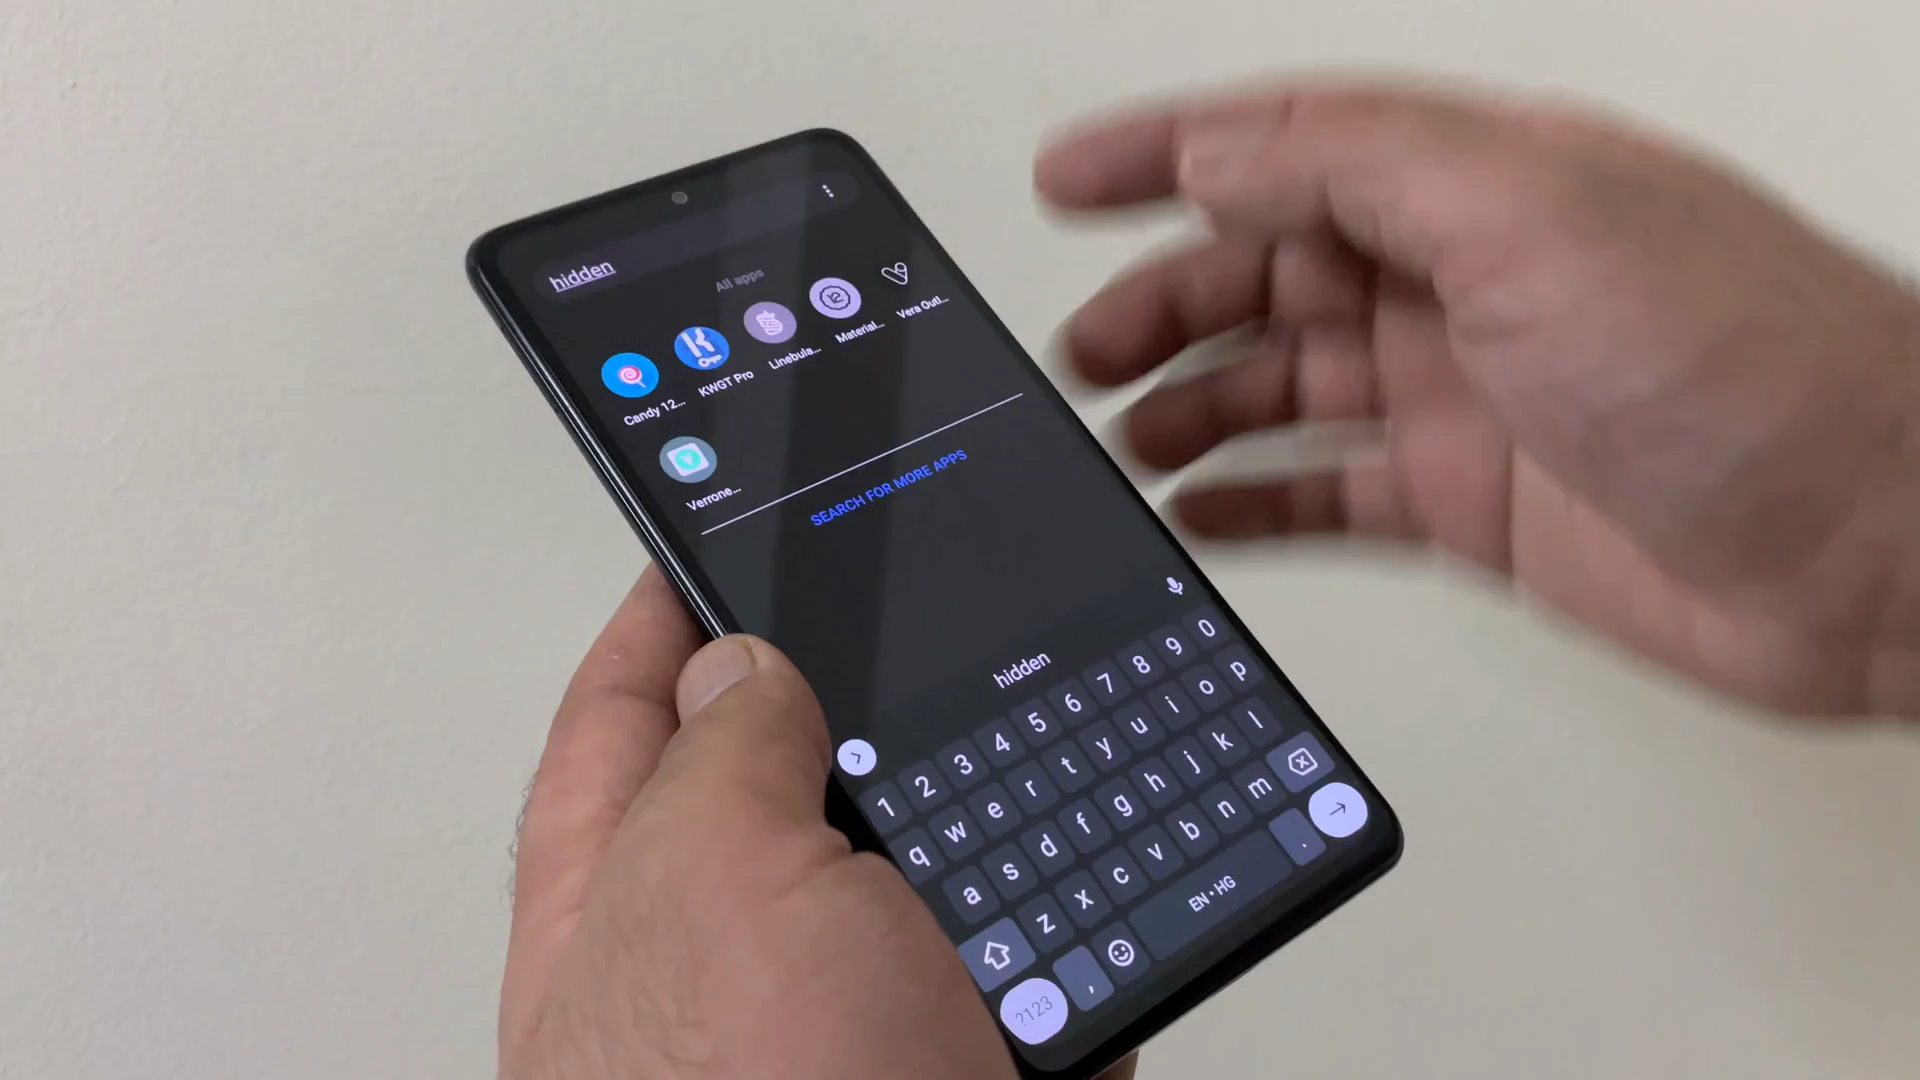 hidden
All apps
Candy 12...
KWGT Pro
Linebula...
Material...
Vera Outl...
Verrone...
SEARCH FOR MORE APPS
hidden
1 2 3 4 5 6 7 8 9 0
q w e r t y u i o p
a s d f g h j k l
z x c v b n m
?123 , EN • HG .